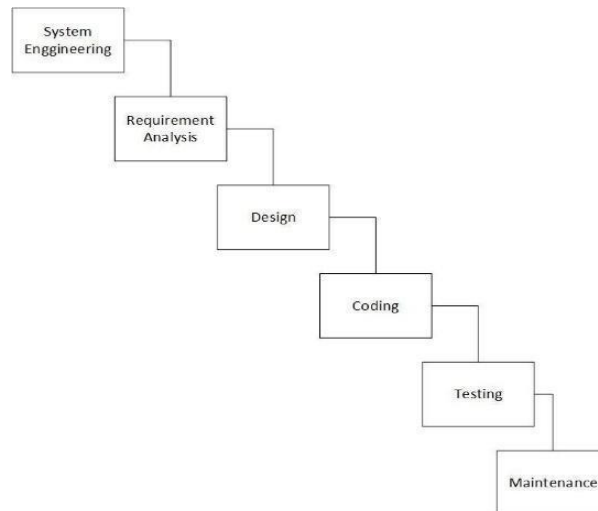 System
Enggineering
Requirement
Analysis
Design
Coding
Testing
Maintenance